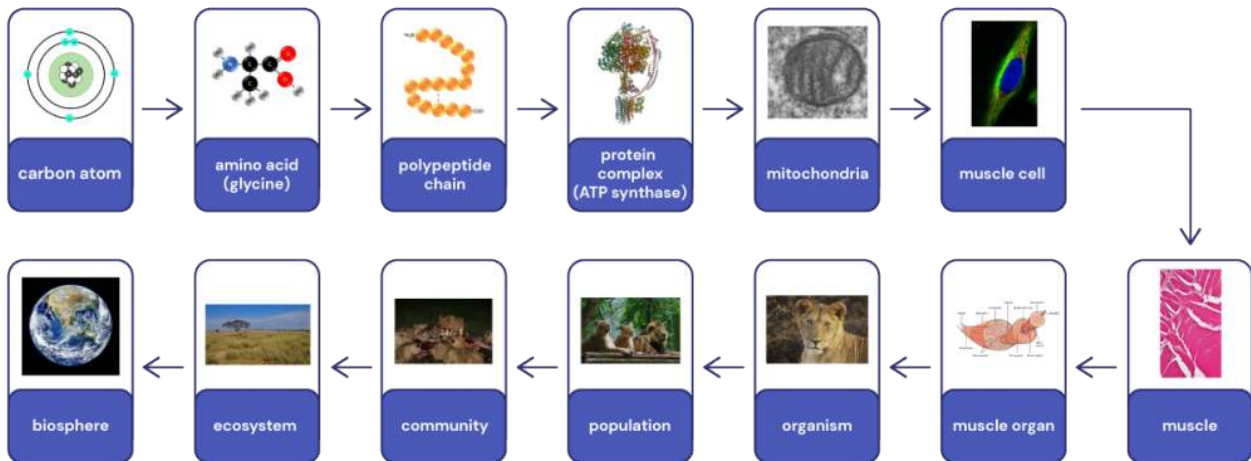 carbon atom
amino acid
(glycine)
polypeptide
chain
protein
complex
(ATP synthase)
mitochondria
muscle cell
biosphere
ecosystem
community
population
organism
muscle organ
muscle